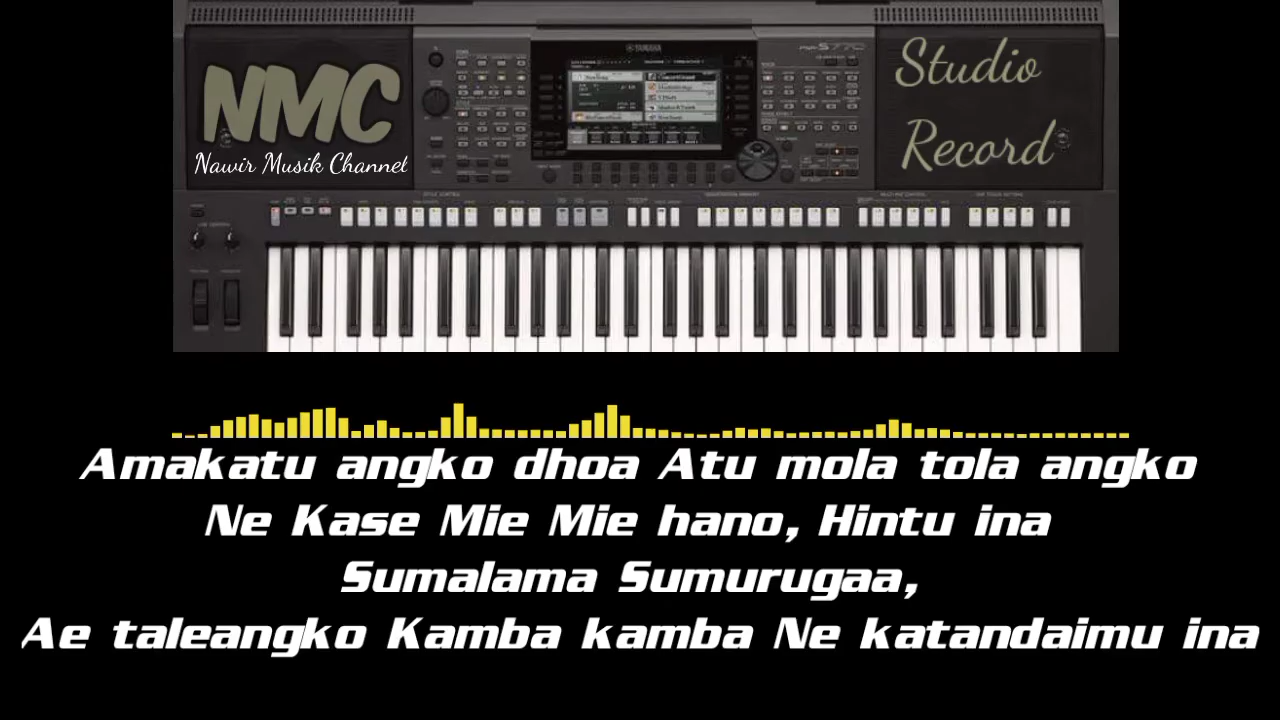 NMC
Nawir Musik Channel
Studio
Record
YAMAHA
Amakatu angko dhoa Atu mola tola angko
Ne Kase Mie Mie hano, Hintu ina
Sumalama Sumurugaa,
Ae taleangko Kamba kamba Ne katandaimu ina